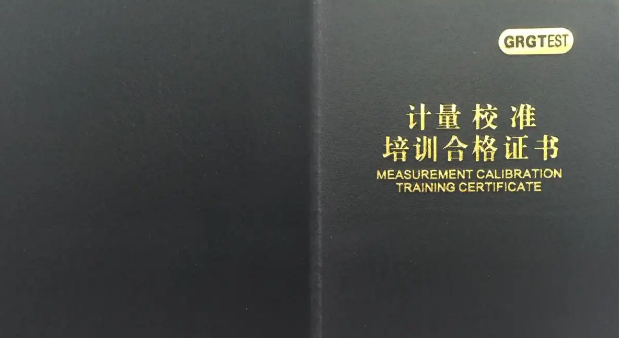 GRGTEST
计量校准
培训合格证书
MEASUREMENT CALIBRATION
TRAINING CERTIFICATE